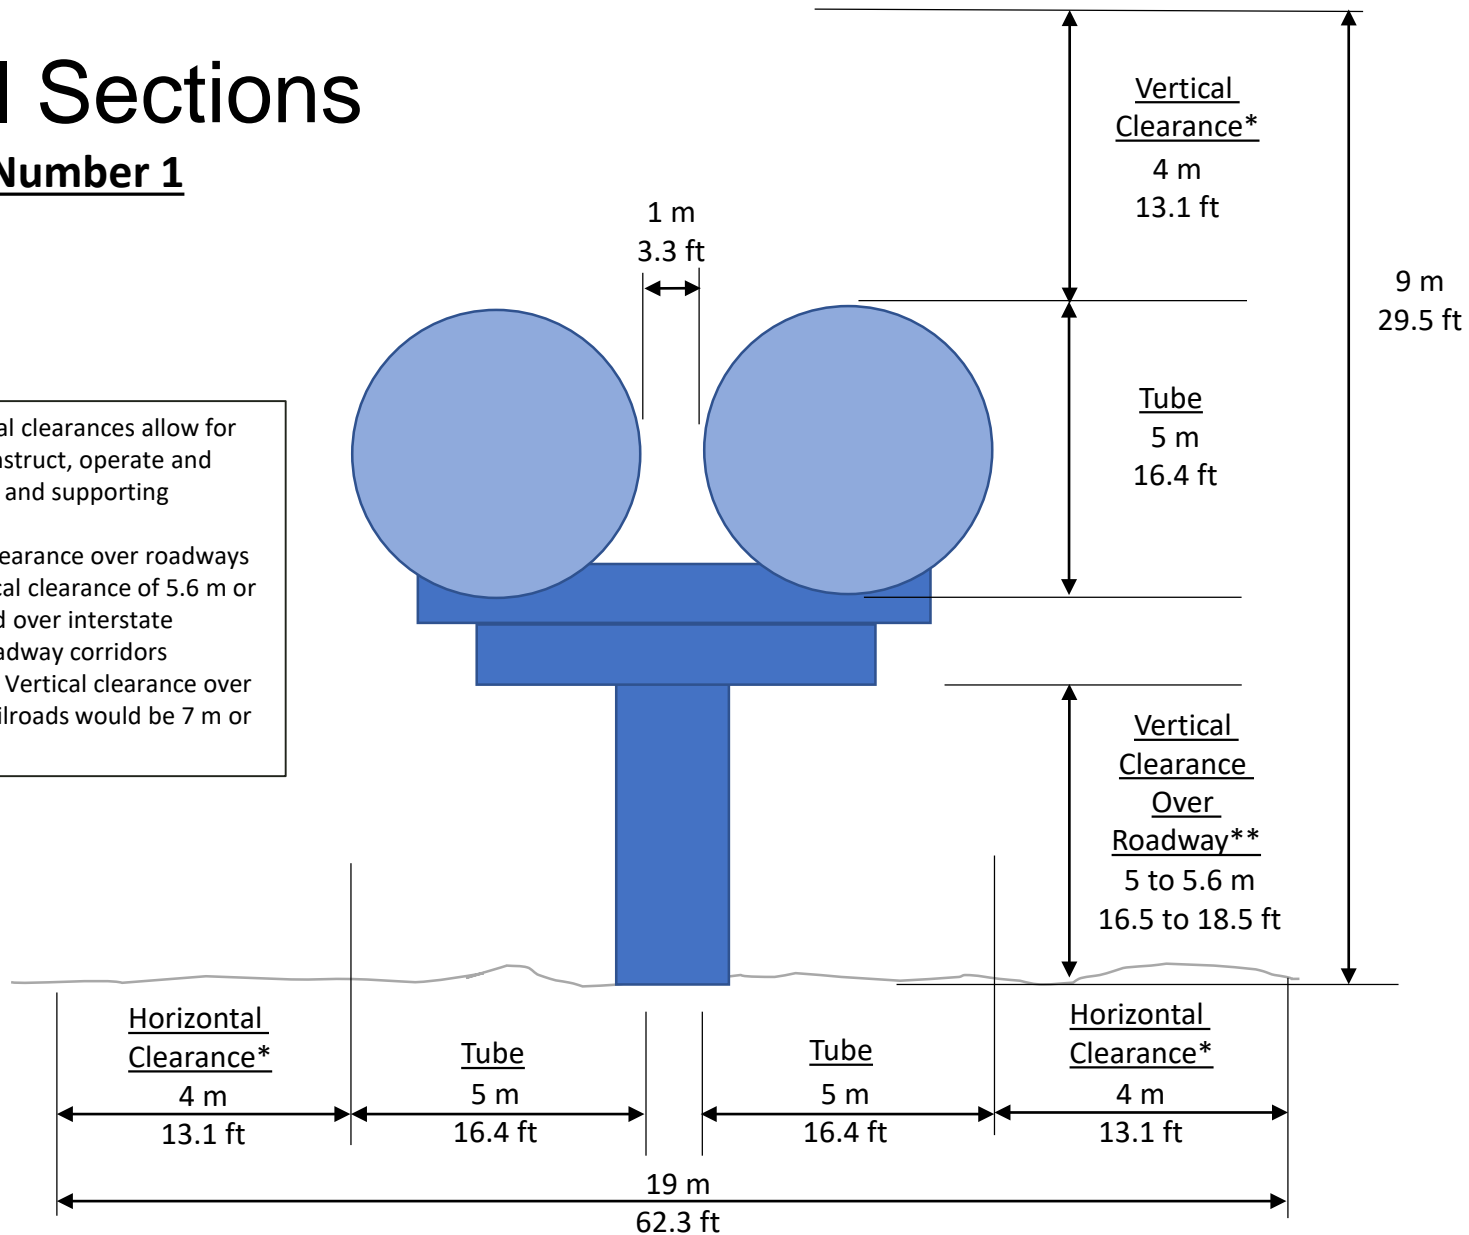 Sections
Number 1
al clearances allow for
nstruct, operate and
and supporting
earance over roadways
ical clearance of 5.6 m or
d over interstate
adway corridors
Vertical clearance over
ilroads would be 7 m or
1 m
3.3 ft
Vertical
Clearance*
4 m
13.1 ft
9 m
29.5 ft
Tube
5 m
16.4 ft
Vertical
Clearance
Over
Roadway**
5 to 5.6 m
16.5 to 18.5 ft
Horizontal
Clearance*
4 m
13.1 ft
Tube
5 m
16.4 ft
Tube
5 m
16.4 ft
Horizontal
Clearance*
4 m
13.1 ft
19 m
62.3 ft